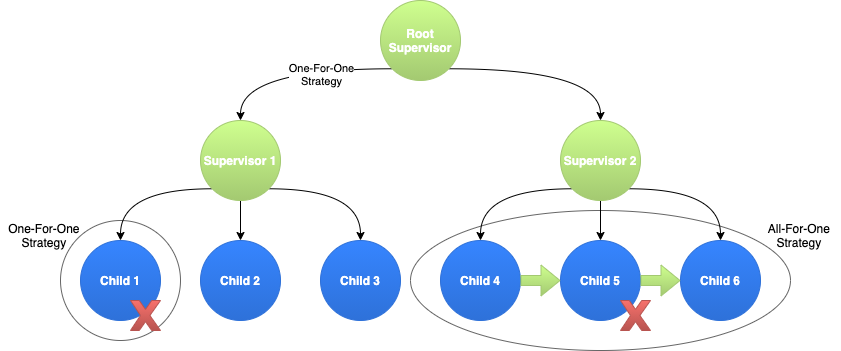 Root
Supervisor
One-For-One
Strategy
Supervisor 1
Supervisor 2
One-For-One
Strategy
All-For-One
Strategy
Child 1
Child 2
Child 3
Child 4
Child 5
Child 6
X
X